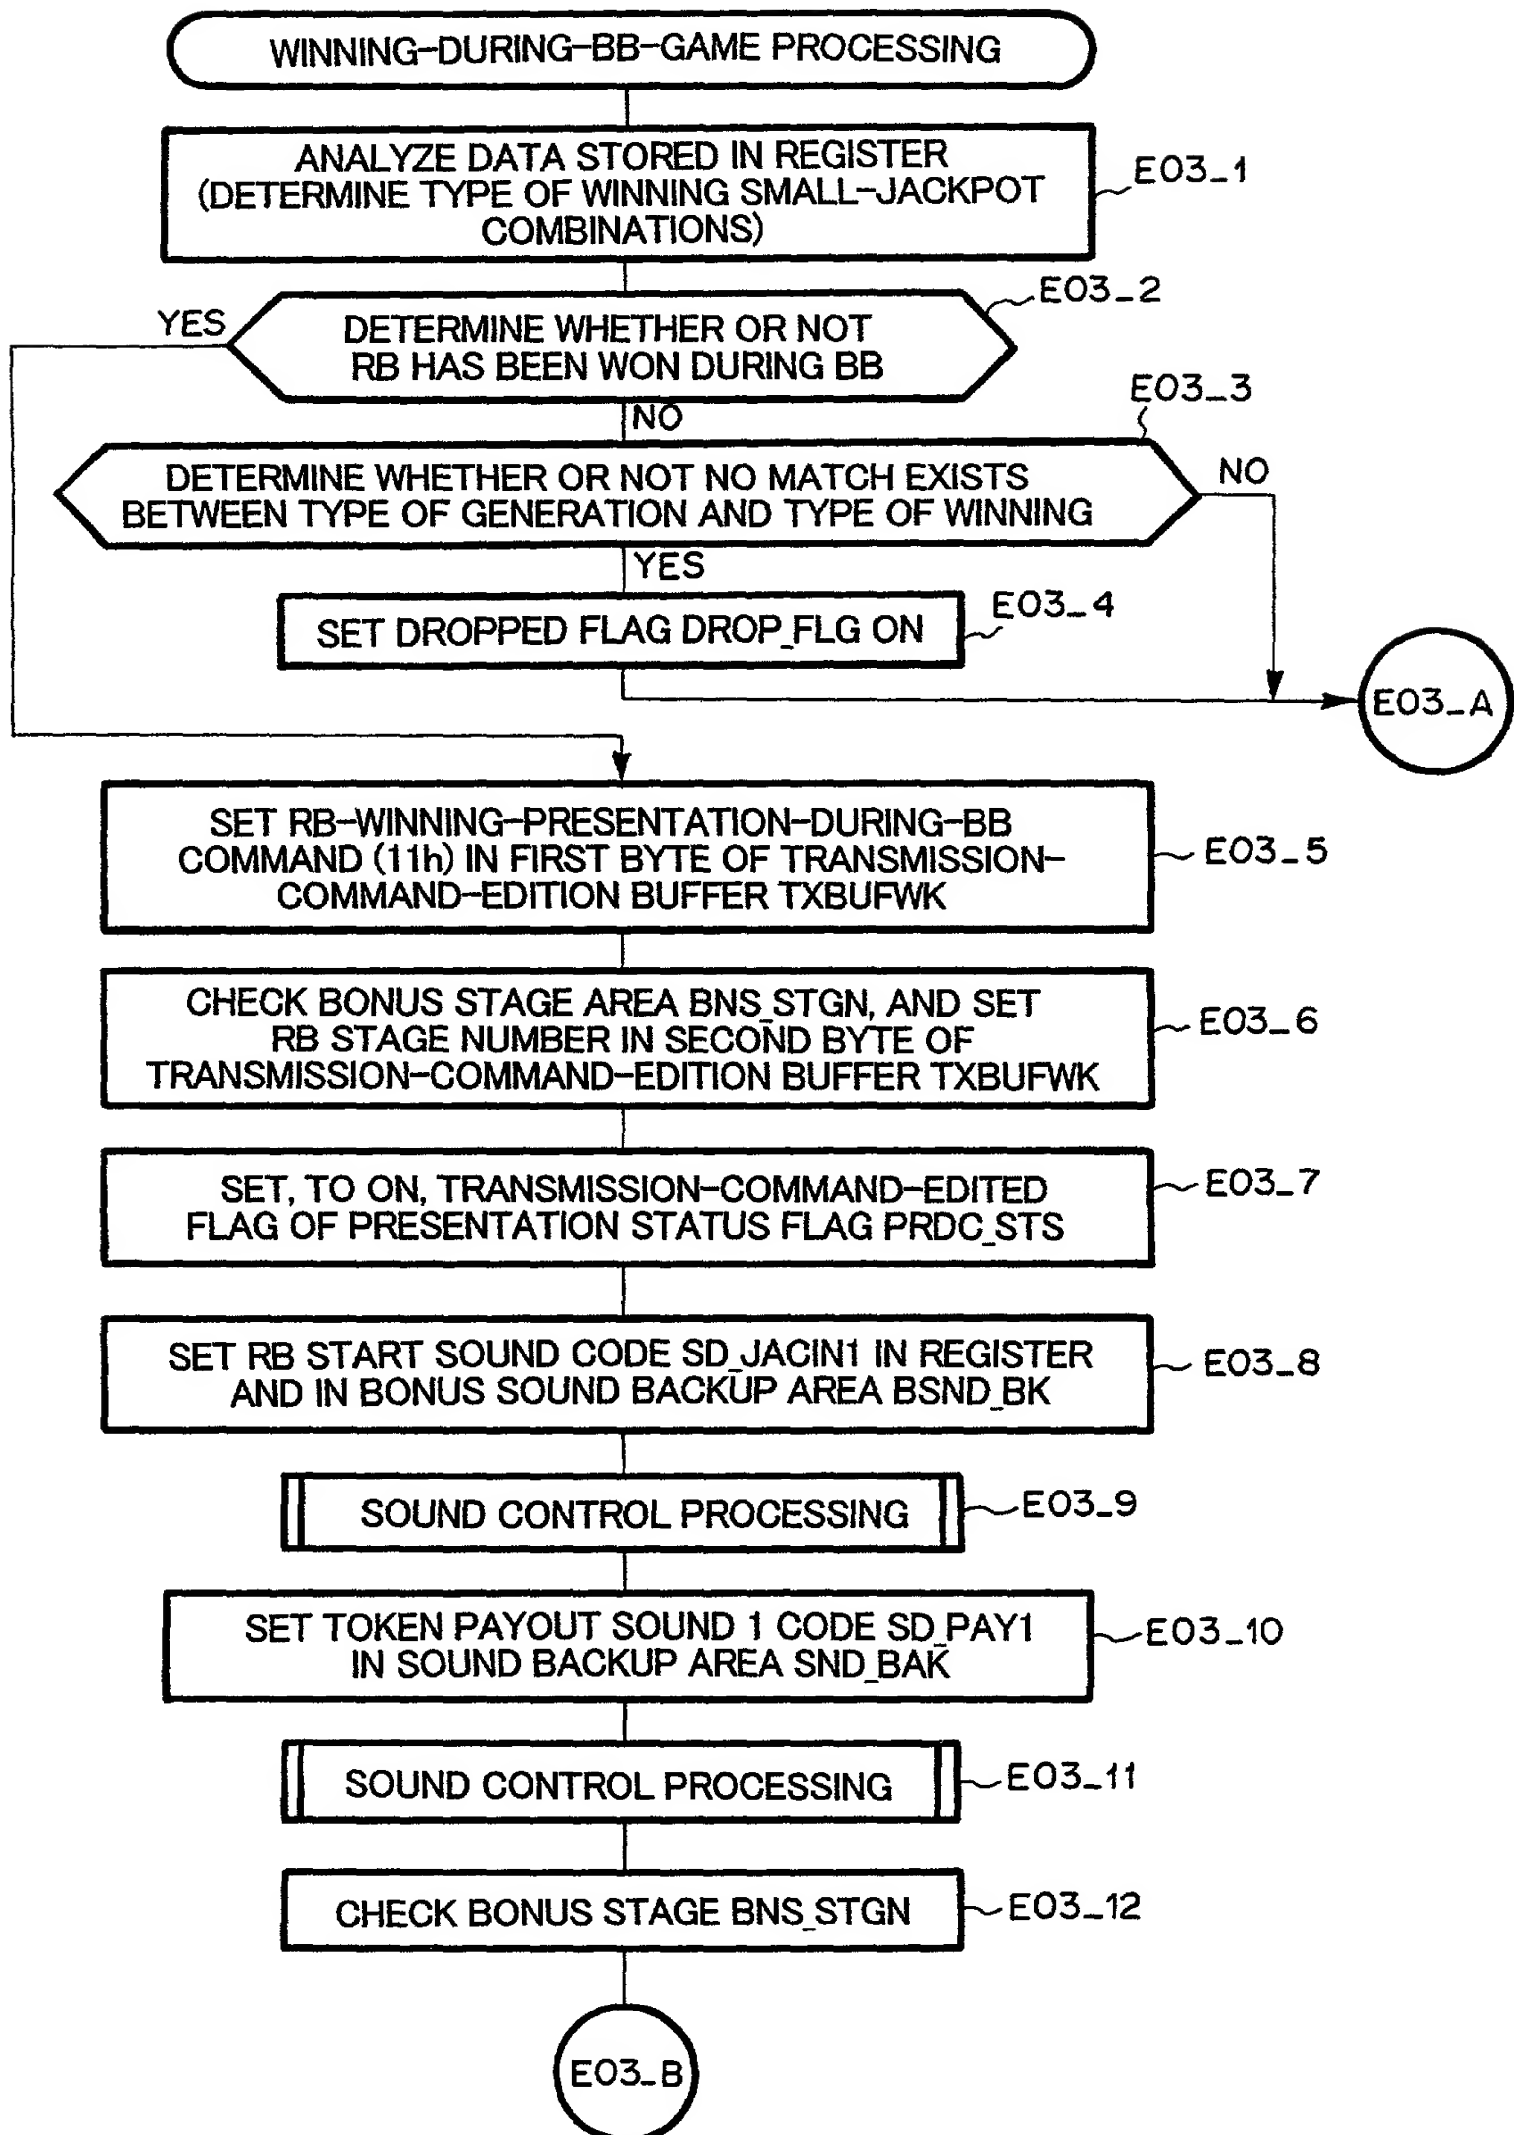 WINNING-DURING-BB-GAME PROCESSING
ANALYZE DATA STORED IN REGISTER
(DETERMINE TYPE OF WINNING SMALL-JACKPOT
COMBINATIONS)
E03_1
E03_2
YES
DETERMINE WHETHER OR NOT
RB HAS BEEN WON DURING BB
NO
E03_3
DETERMINE WHETHER OR NOT NO MATCH EXISTS
BETWEEN TYPE OF GENERATION AND TYPE OF WINNING
NO
YES
SET DROPPED FLAG DROP_FLG ON
E03_4
E03_A
SET RB-WINNING-PRESENTATION-DURING-BB
COMMAND (11h) IN FIRST BYTE OF TRANSMISSION-
COMMAND-EDITION BUFFER TXBUFWK
E03_5
CHECK BONUS STAGE AREA BNS_STGN, AND SET
RB STAGE NUMBER IN SECOND BYTE OF
TRANSMISSION-COMMAND-EDITION BUFFER TXBUFWK
E03_6
SET, TO ON, TRANSMISSION-COMMAND-EDITED
FLAG OF PRESENTATION STATUS FLAG PRDC_STS
E03_7
SET RB START SOUND CODE SD_JACIN1 IN REGISTER
AND IN BONUS SOUND BACKUP AREA BSND_BK
E03_8
SOUND CONTROL PROCESSING
E03_9
SET TOKEN PAYOUT SOUND 1 CODE SD_PAY1
IN SOUND BACKUP AREA SND_BAK
E03_10
SOUND CONTROL PROCESSING
E03_11
CHECK BONUS STAGE BNS_STGN
E03_12
E03_B